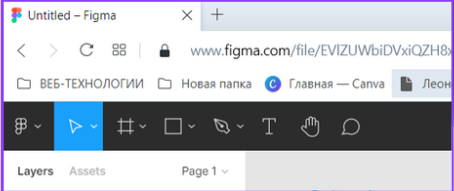 Untitled – Figma
www.figma.com/file/EVlZUWbiDVxiQZH8
ВЕБ-ТЕХНОЛОГИИ Новая папка Главная — Canva Леон
Layers Assets Page 1